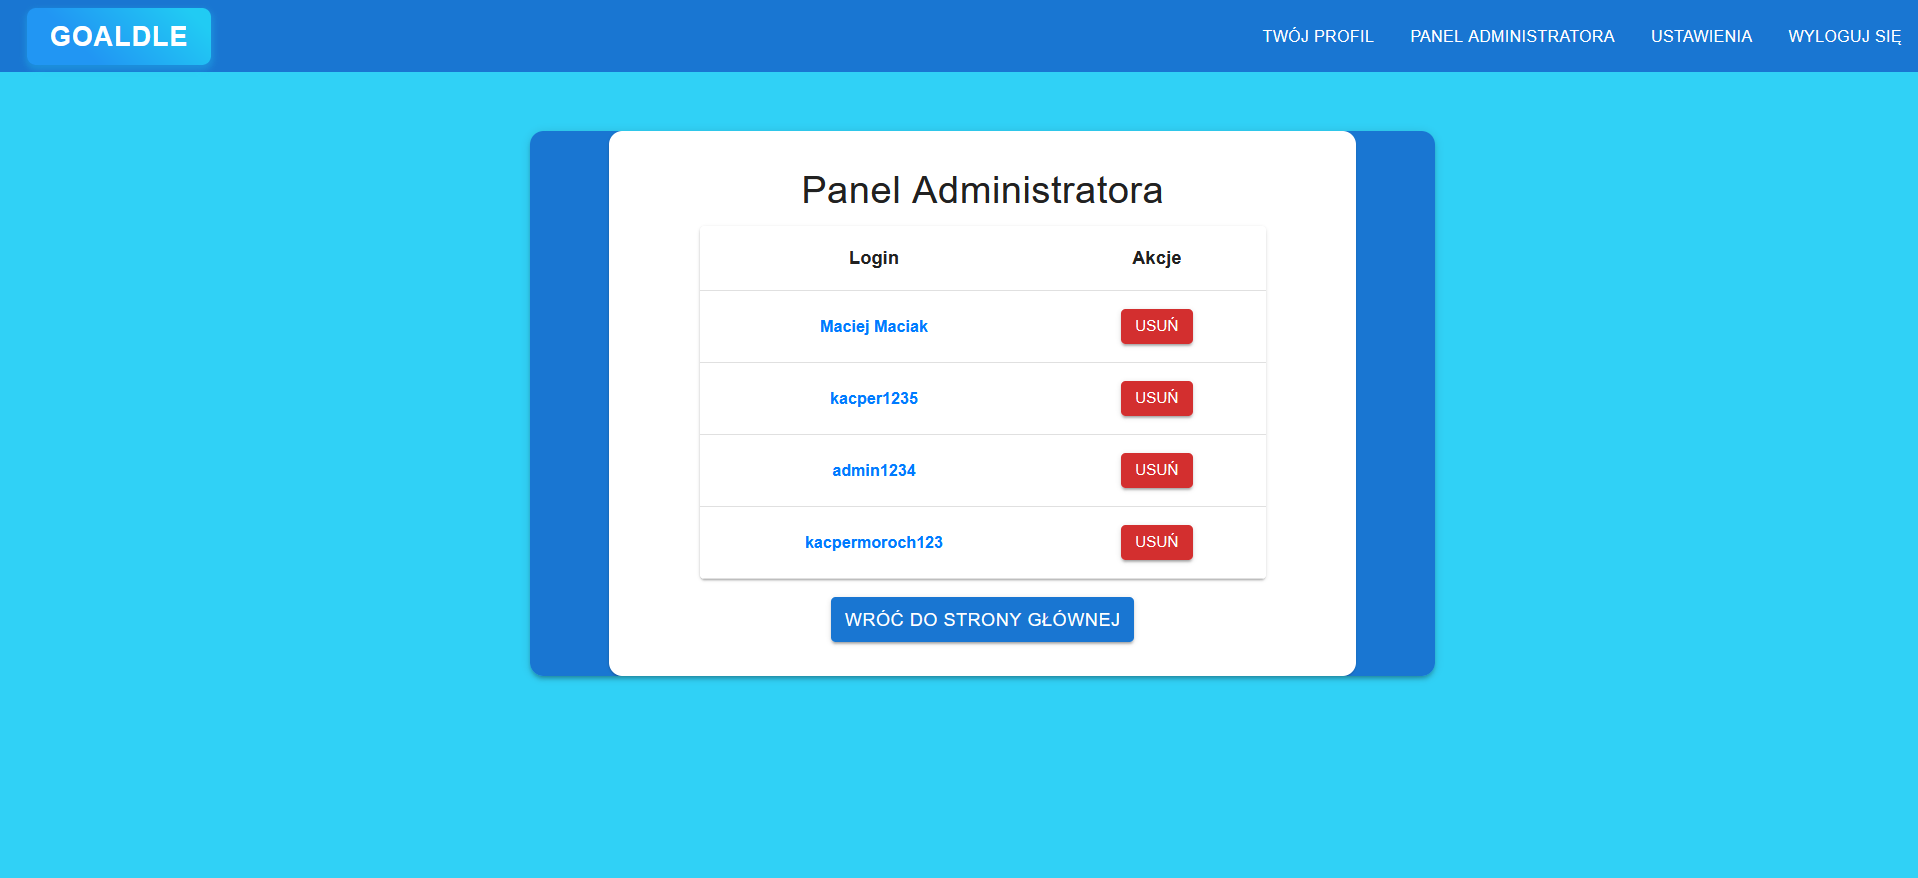 GOALDLE
TWÓJ PROFIL PANEL ADMINISTRATORA USTAWIENIA WYLOGUJ SIĘ
Panel Administratora
Login Akcje
Maciej Maciak USUŃ
kacper1235 USUŃ
admin1234 USUŃ
kacpermoroch123 USUŃ
WRÓĆ DO STRONY GŁÓWNEJ